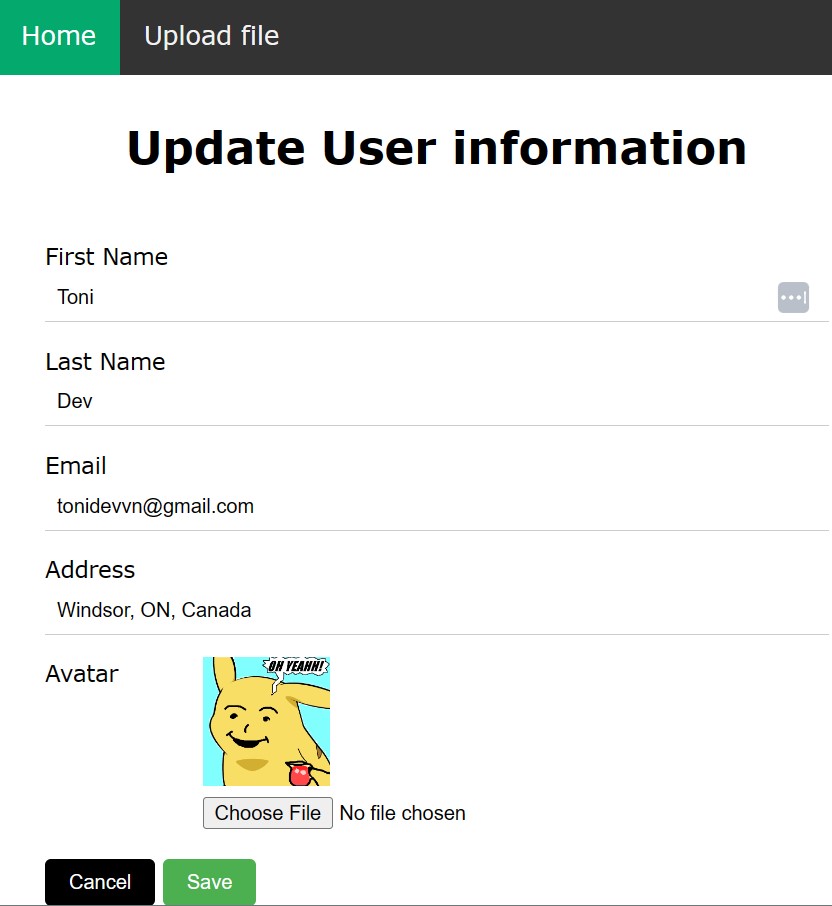 Home Upload file
Update User information
First Name
Toni
Last Name
Dev
Email
tonidevvn@gmail.com
Address
Windsor, ON, Canada
Avatar
OH YEAHH!
Choose File No file chosen
Cancel Save